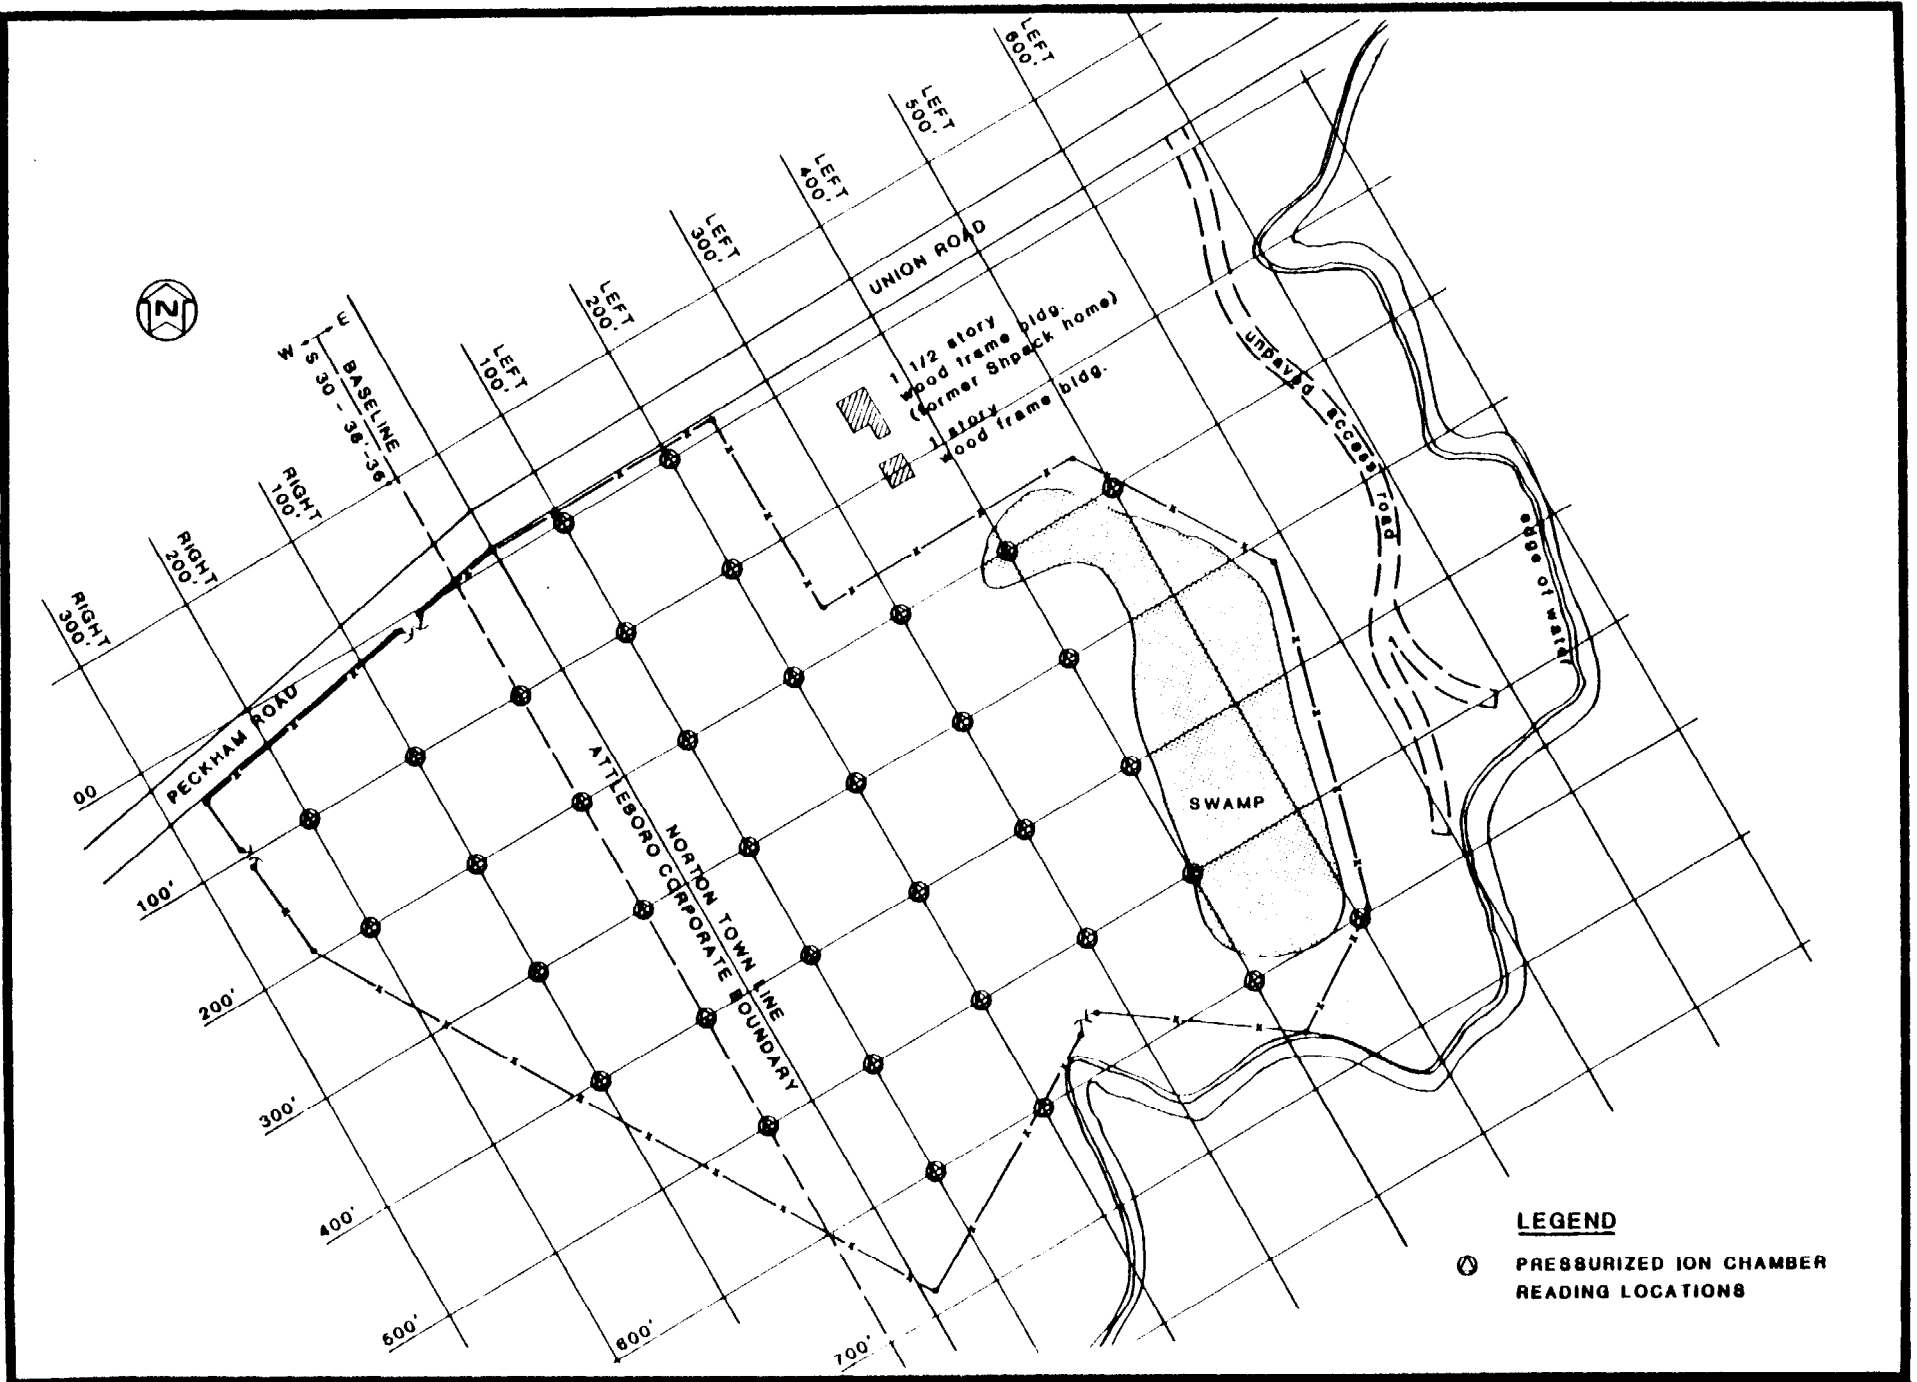 LEFT
600'
LEFT
500'
LEFT
400'
LEFT
300'
LEFT
200'
LEFT
100'
UNION ROAD
N
W
E
S 30 - 36' - 36"
BASELINE
RIGHT
100'
RIGHT
200'
RIGHT
300'
1 1/2 story
wood frame bldg.
(former Shpack home)
1 story
wood frame bldg.
unpaved access road
edge of water
PECKHAM ROAD
00
100'
200'
300'
400'
500'
600'
700'
NORTON TOWN LINE
ATTLEBORO CORPORATE BOUNDARY
SWAMP
LEGEND
PRESSURIZED ION CHAMBER
READING LOCATIONS